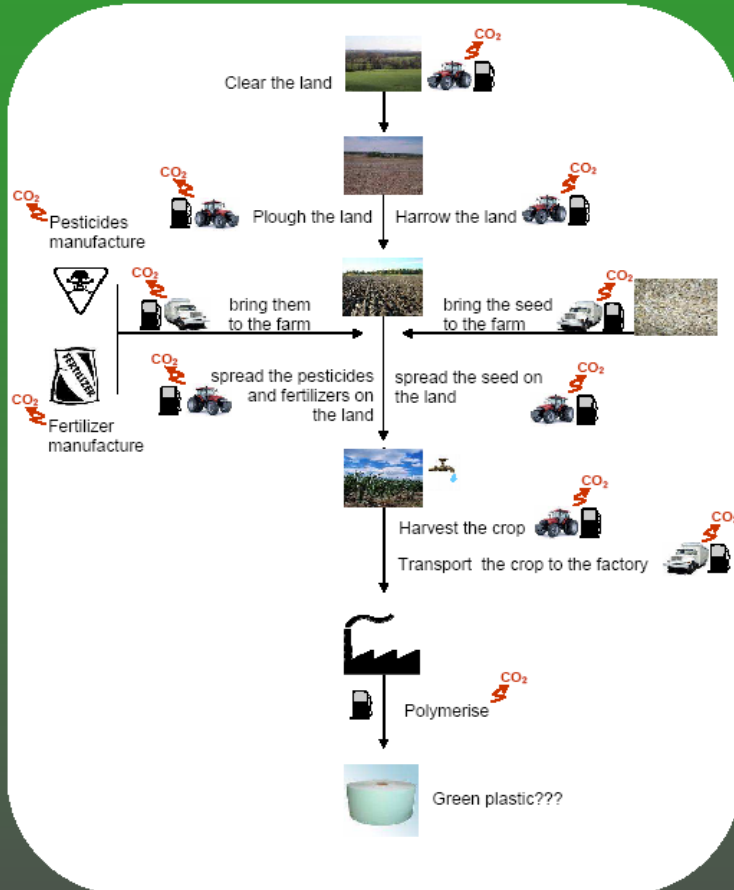 CO₂
Clear the land
CO₂
CO₂
CO₂
Plough the land
Harrow the land
Pesticides
manufacture
CO₂
CO₂
bring them
to the farm
bring the seed
to the farm
FERTILIZER
CO₂
CO₂
spread the pesticides
and fertilizers on
the land
spread the seed on
the land
CO₂
Fertilizer
manufacture
CO₂
Harvest the crop
CO₂
Transport the crop to the factory
CO₂
Polymerise
Green plastic???